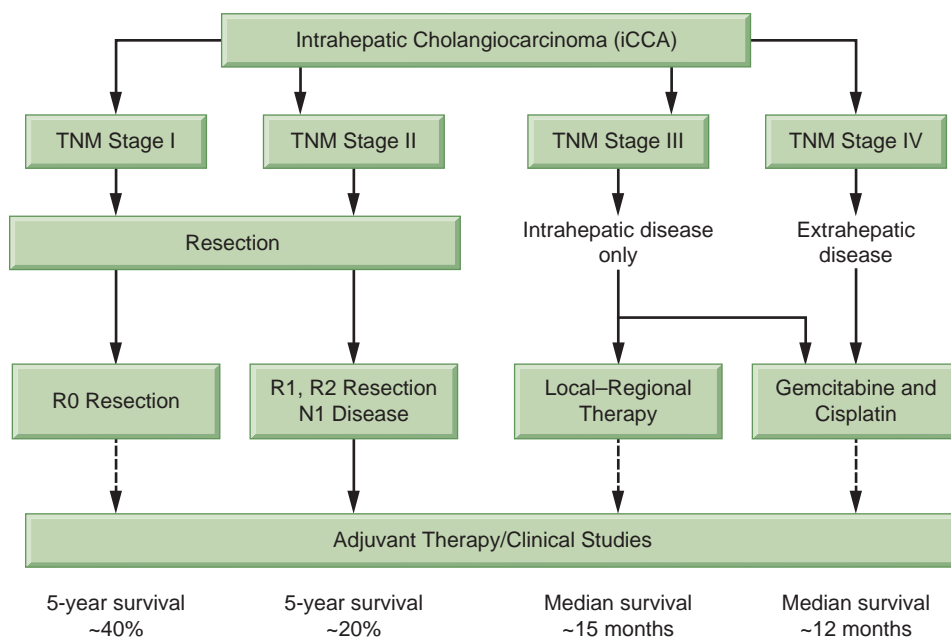 Intrahepatic Cholangiocarcinoma (iCCA)
TNM Stage I
TNM Stage II
TNM Stage III
TNM Stage IV
Resection
Intrahepatic disease
only
Extrahepatic
disease
R0 Resection
R1, R2 Resection
N1 Disease
Local–Regional
Therapy
Gemcitabine and
Cisplatin
Adjuvant Therapy/Clinical Studies
5-year survival
~40%
5-year survival
~20%
Median survival
~15 months
Median survival
~12 months